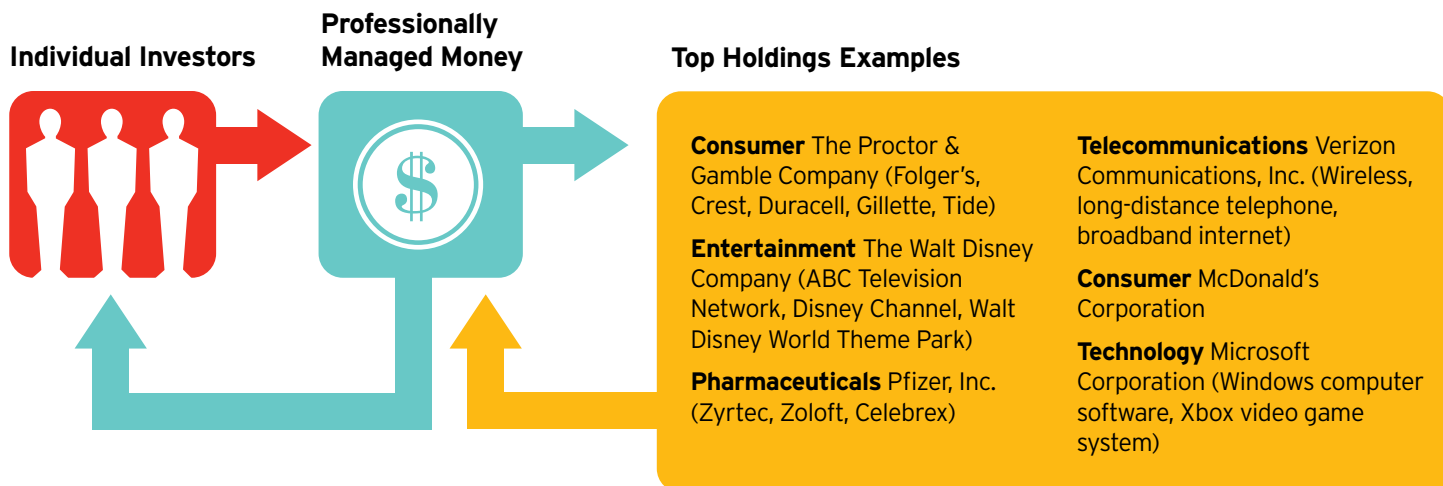 Individual Investors
Professionally
Managed Money
Top Holdings Examples
$
Consumer The Proctor &
Gamble Company (Folger's,
Crest, Duracell, Gillette, Tide)
Entertainment The Walt Disney
Company (ABC Television
Network, Disney Channel, Walt
Disney World Theme Park)
Pharmaceuticals Pfizer, Inc.
(Zyrtec, Zoloft, Celebrex)
Telecommunications Verizon
Communications, Inc. (Wireless,
long-distance telephone,
broadband internet)
Consumer McDonald's
Corporation
Technology Microsoft
Corporation (Windows computer
software, Xbox video game
system)